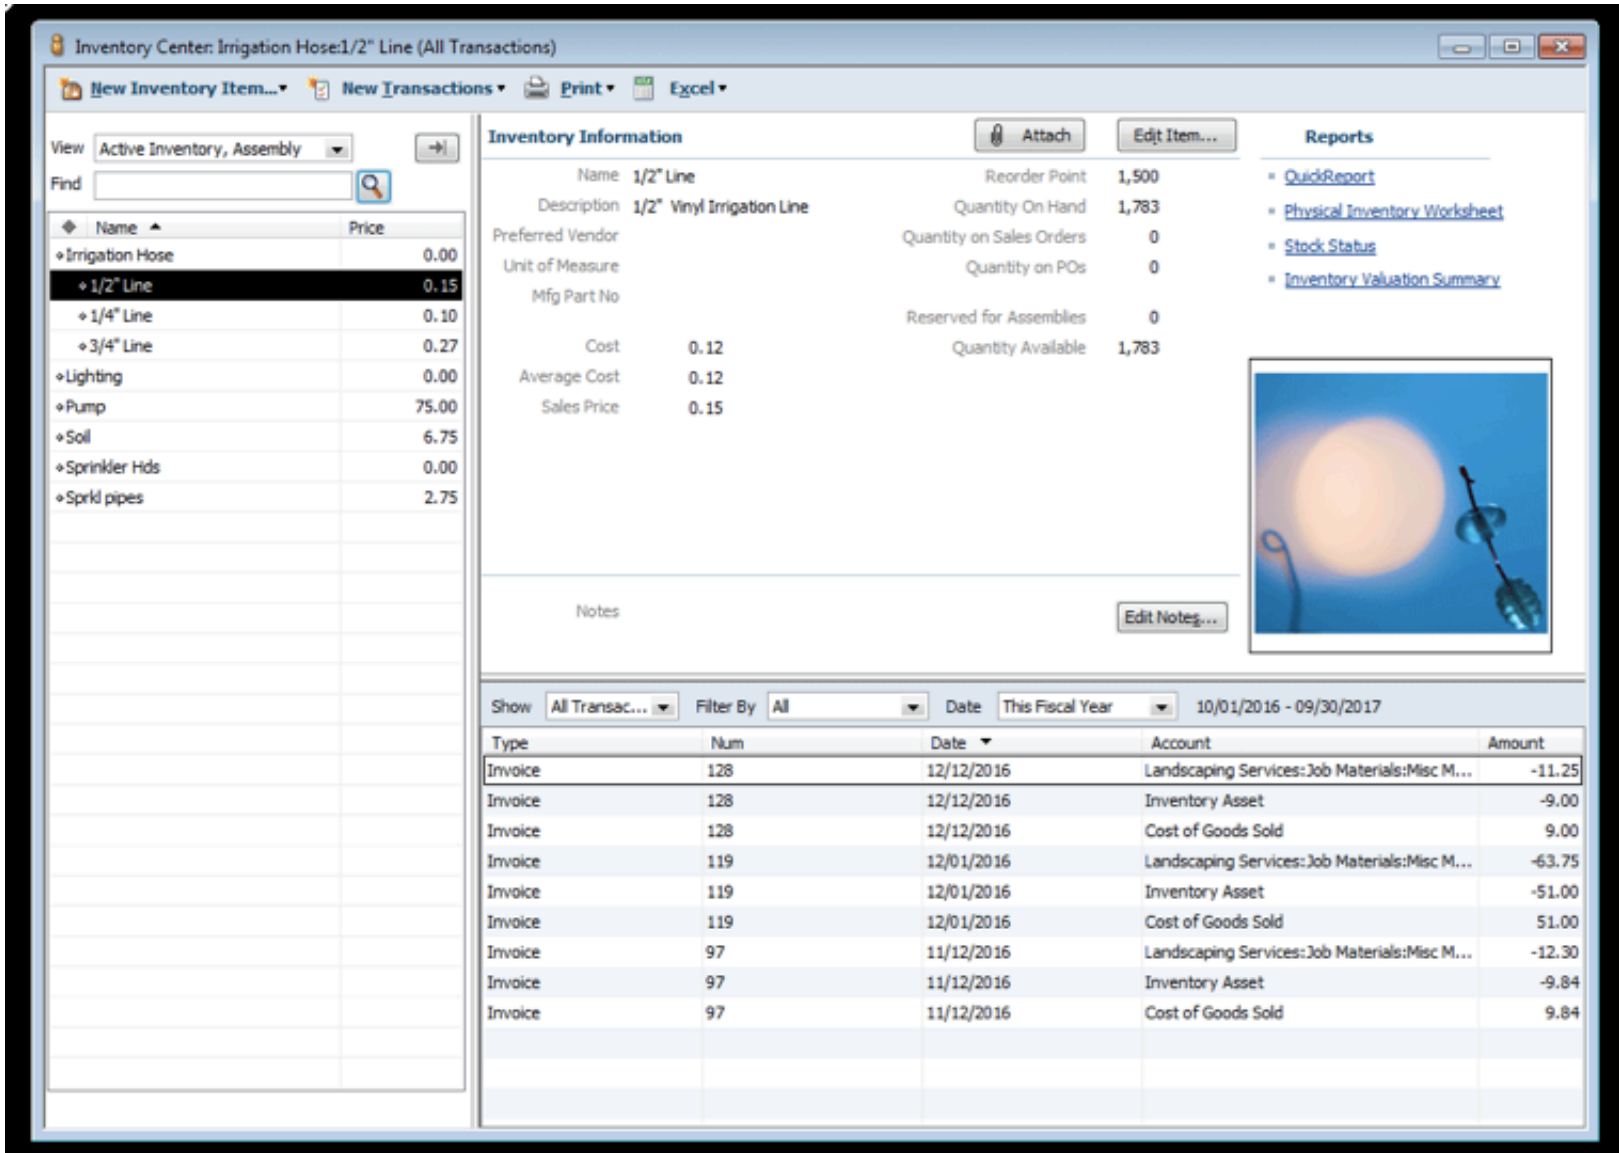 Inventory Center: Irrigation Hose:1/2" Line (All Transactions)
New Inventory Item... New Transactions Print Excel
View Active Inventory, Assembly
Find
Name Price
Irrigation Hose 0.00
1/2" Line 0.15
1/4" Line 0.10
3/4" Line 0.27
Lighting 0.00
Pump 75.00
Soil 6.75
Sprinkler Hds 0.00
Sprkl pipes 2.75
Inventory Information Attach Edit Item...
Name 1/2" Line Reorder Point 1,500
Description 1/2" Vinyl Irrigation Line Quantity On Hand 1,783
Preferred Vendor Quantity on Sales Orders 0
Unit of Measure Quantity on POs 0
Mfg Part No
Reserved for Assemblies 0
Cost 0.12 Quantity Available 1,783
Average Cost 0.12
Sales Price 0.15
Notes Edit Notes...
Reports
QuickReport
Physical Inventory Worksheet
Stock Status
Inventory Valuation Summary
Show All Transac... Filter By All Date This Fiscal Year 10/01/2016 - 09/30/2017
Type Num Date Account Amount
Invoice 128 12/12/2016 Landscaping Services:Job Materials:Misc M... -11.25
Invoice 128 12/12/2016 Inventory Asset -9.00
Invoice 128 12/12/2016 Cost of Goods Sold 9.00
Invoice 119 12/01/2016 Landscaping Services:Job Materials:Misc M... -63.75
Invoice 119 12/01/2016 Inventory Asset -51.00
Invoice 119 12/01/2016 Cost of Goods Sold 51.00
Invoice 97 11/12/2016 Landscaping Services:Job Materials:Misc M... -12.30
Invoice 97 11/12/2016 Inventory Asset -9.84
Invoice 97 11/12/2016 Cost of Goods Sold 9.84